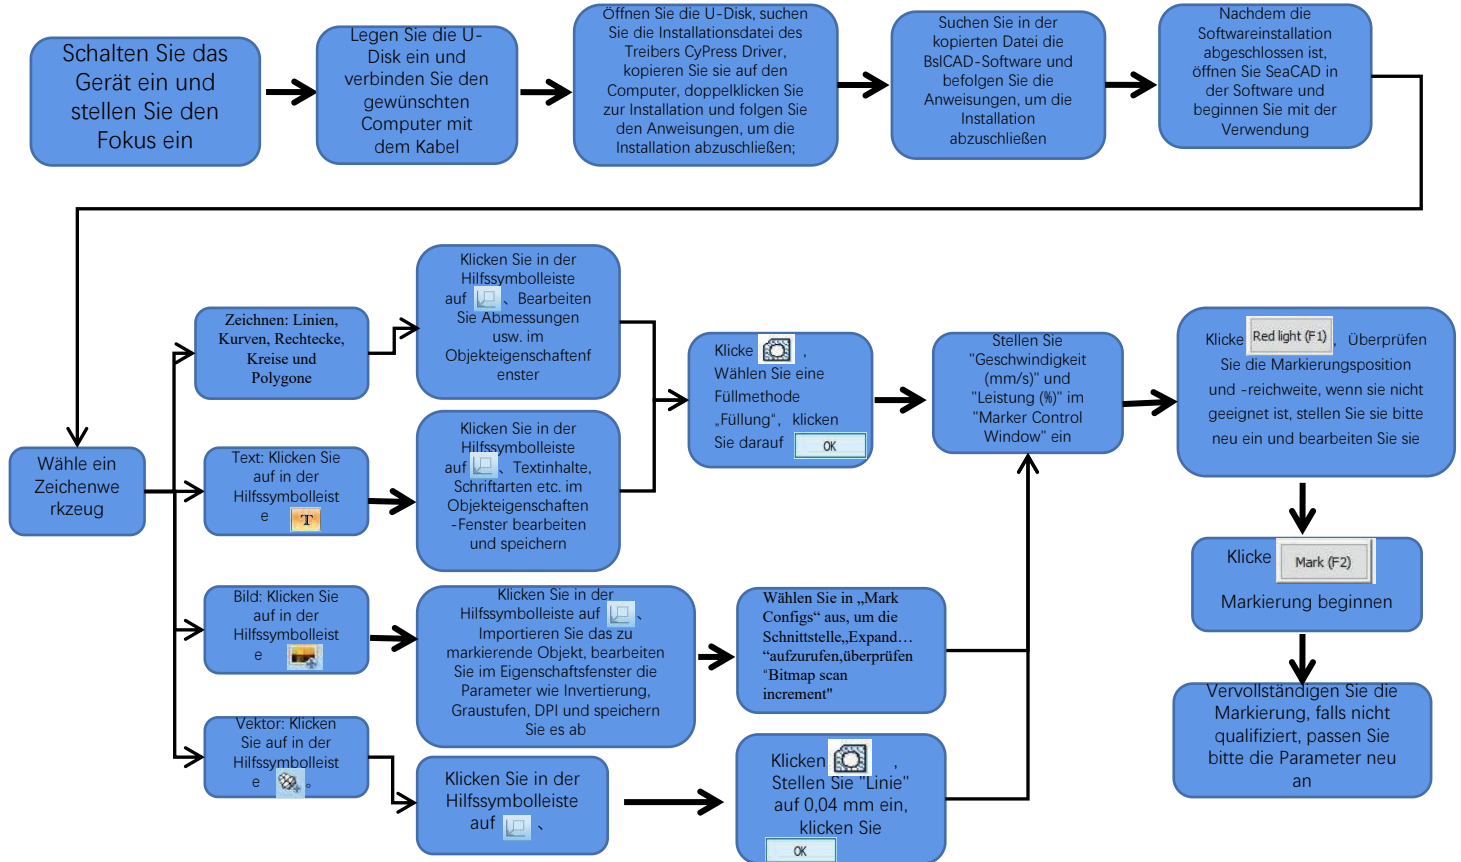 Schalten Sie das
Gerät ein und
stellen Sie den
Fokus ein
Legen Sie die U-
Disk ein und
verbinden Sie den
gewünschten
Computer mit
dem Kabel
Öffnen Sie die U-Disk, suchen
Sie die Installationsdatei des
Treibers CyPress Driver,
kopieren Sie sie auf den
Computer, doppelklicken Sie
zur Installation und folgen Sie
den Anweisungen, um die
Installation abzuschließen;
Suchen Sie in der
kopierten Datei die
BslCAD-Software und
befolgen Sie die
Anweisungen, um die
Installation
abzuschließen
Nachdem die
Softwareinstallation
abgeschlossen ist,
öffnen Sie SeaCAD in
der Software und
beginnen Sie mit der
Verwendung
Wähle ein
Zeichenwe
rkzeug
Zeichnen: Linien,
Kurven, Rechtecke,
Kreise und
Polygone
Klicken Sie in der
Hilfssymbolleiste
auf 、Bearbeiten
Sie Abmessungen
usw. im
Objekteigenschaftenf
enster
Text: Klicken Sie
auf in der
Hilfssymbolleist
e T
Klicken Sie in der
Hilfssymbolleiste
auf 、Textinhalte,
Schriftarten etc. im
Objekteigenschaften
-Fenster bearbeiten
und speichern
Klicke ,
Wählen Sie eine
Füllmethode
„Füllung“, klicken
Sie darauf OK
Bild: Klicken Sie
auf in der
Hilfssymbolleist
e
Klicken Sie in der
Hilfssymbolleiste auf 、
Importieren Sie das zu
markierende Objekt, bearbeiten
Sie im Eigenschaftsfenster die
Parameter wie Invertierung,
Graustufen, DPI und speichern
Sie es ab
Wählen Sie in „Mark
Configs“ aus, um die
Schnittstelle„Expand…
“aufzurufen,überprüfen
"Bitmap scan
increment"
Vektor: Klicken
Sie auf in der
Hilfssymbolleist
e 。
Klicken Sie in der
Hilfssymbolleiste
auf 、
Klicken ,
Stellen Sie "Linie"
auf 0,04 mm ein,
klicken Sie
OK
Stellen Sie
"Geschwindigkeit
(mm/s)" und
"Leistung (%)" im
"Marker Control
Window" ein
Klicke Red light (F1), Überprüfen
Sie die Markierungsposition
und -reichweite, wenn sie nicht
geeignet ist, stellen Sie sie bitte
neu ein und bearbeiten Sie sie
Klicke Mark (F2)
Markierung beginnen
Vervollständigen Sie die
Markierung, falls nicht
qualifiziert, passen Sie
bitte die Parameter neu
an